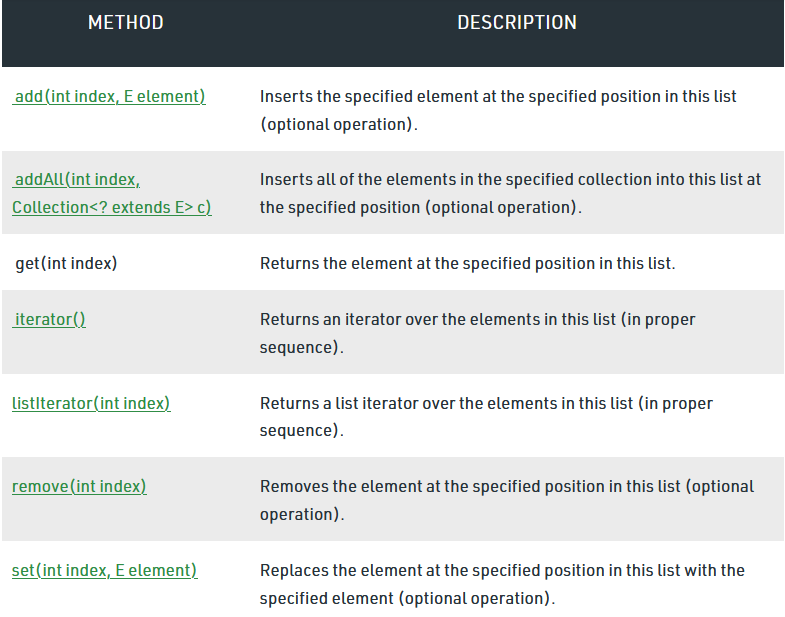 METHOD DESCRIPTION
add(int index, E element) Inserts the specified element at the specified position in this list
(optional operation).
addAll(int index, Inserts all of the elements in the specified collection into this list at
Collection<? extends E> c) the specified position (optional operation).
get(int index) Returns the element at the specified position in this list.
iterator() Returns an iterator over the elements in this list (in proper
sequence).
listIterator(int index) Returns a list iterator over the elements in this list (in proper
sequence).
remove(int index) Removes the element at the specified position in this list (optional
operation).
set(int index, E element) Replaces the element at the specified position in this list with the
specified element (optional operation).